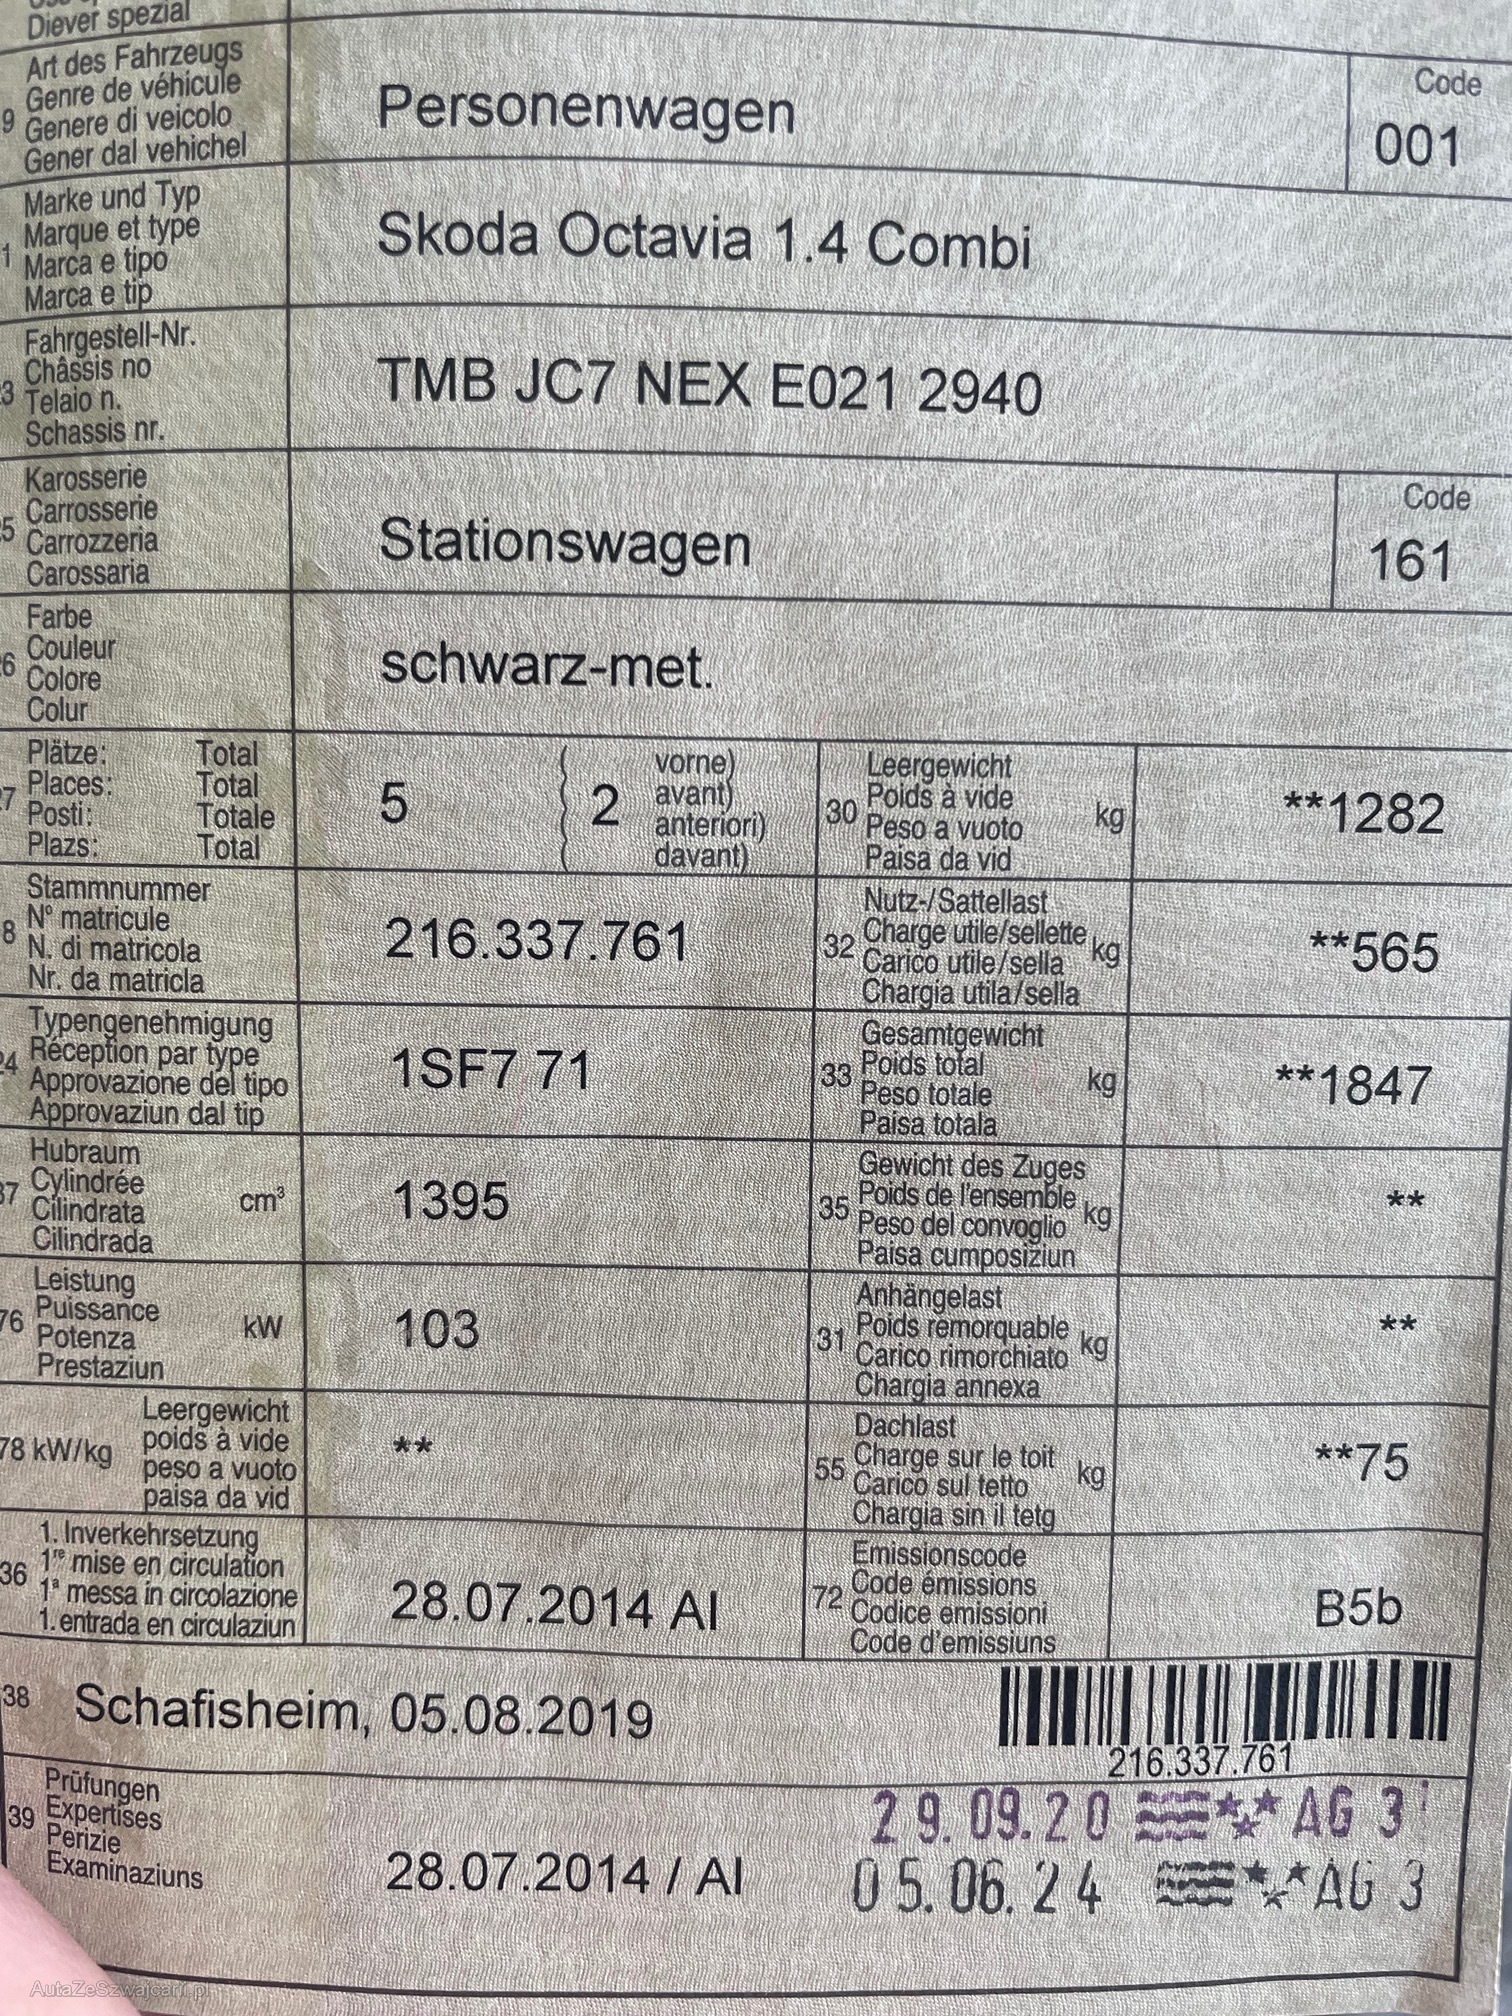 Diever spezial
9 Art des Fahrzeugs
Genre de véhicule
Genere di veicolo
Gener dal vehichel
Personenwagen
Code
001
1 Marke und Typ
Marque et type
Marca e tipo
Marca e tip
Skoda Octavia 1.4 Combi
3 Fahrgestell-Nr.
Châssis no
Telaio n.
Schassis nr.
TMB JC7 NEX E021 2940
5 Karosserie
Carrosserie
Carrozzeria
Carossaria
Stationswagen
Code
161
6 Farbe
Couleur
Colore
Colur
schwarz-met.
7 Plätze: Total
Places: Total
Posti: Totale
Plazs: Total
5 ( 2 vorne)
( avant)
( anteriori)
( davant)
30 Leergewicht
Poids à vide
Peso a vuoto
Paisa da vid
kg
**1282
8 Stammnummer
N° matricule
N. di matricola
Nr. da matricla
216.337.761
32 Nutz-/Sattellast
Charge utile/sellette
Carico utile/sella
Chargia utila/sella
kg
**565
24 Typengenehmigung
Réception par type
Approvazione del tipo
Approvaziun dal tip
1SF7 71
33 Gesamtgewicht
Poids total
Peso totale
Paisa totala
kg
**1847
37 Hubraum
Cylindrée
Cilindrata
Cilindrada
cm³
1395
35 Gewicht des Zuges
Poids de l'ensemble
Peso del convoglio
Paisa cumposiziun
kg
**
76 Leistung
Puissance
Potenza
Prestaziun
kW
103
31 Anhängelast
Poids remorquable
Carico rimorchiato
Chargia annexa
kg
**
78 kW/kg Leergewicht
poids à vide
peso a vuoto
paisa da vid
**
55 Dachlast
Charge sur le toit
Carico sul tetto
Chargia sin il tetg
kg
**75
36 1. Inverkehrsetzung
1re mise en circulation
1a messa in circolazione
1. entrada en circulaziun
28.07.2014 AI
72 Emissionscode
Code émissions
Codice emissioni
Code d'emissiuns
B5b
38 Schafisheim, 05.08.2019
216.337.761
39 Prüfungen
Expertises
Perizie
Examinaziuns
28.07.2014 / AI
29.09.20 AG 3
05.06.24 AG 3
AutaZeSzwajcarii.pl